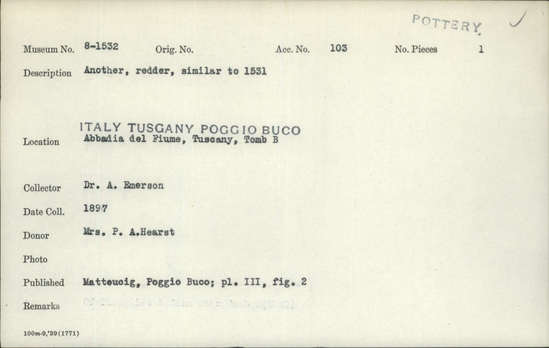 POTTERY
Museum No. 8-1532 Orig. No. Acc. No. 103 No. Pieces 1
Description Another, redder, similar to 1531
ITALY TUSCANY POGGIO BUCO
Location Abbadia del Fiume, Tuscany, Tomb B
Collector Dr. A. Emerson
Date Coll. 1897
Donor Mrs. P. A.Hearst
Photo
Published Matteucig, Poggio Buco; pl. III, fig. 2
Remarks
100m-9,'39(1771)